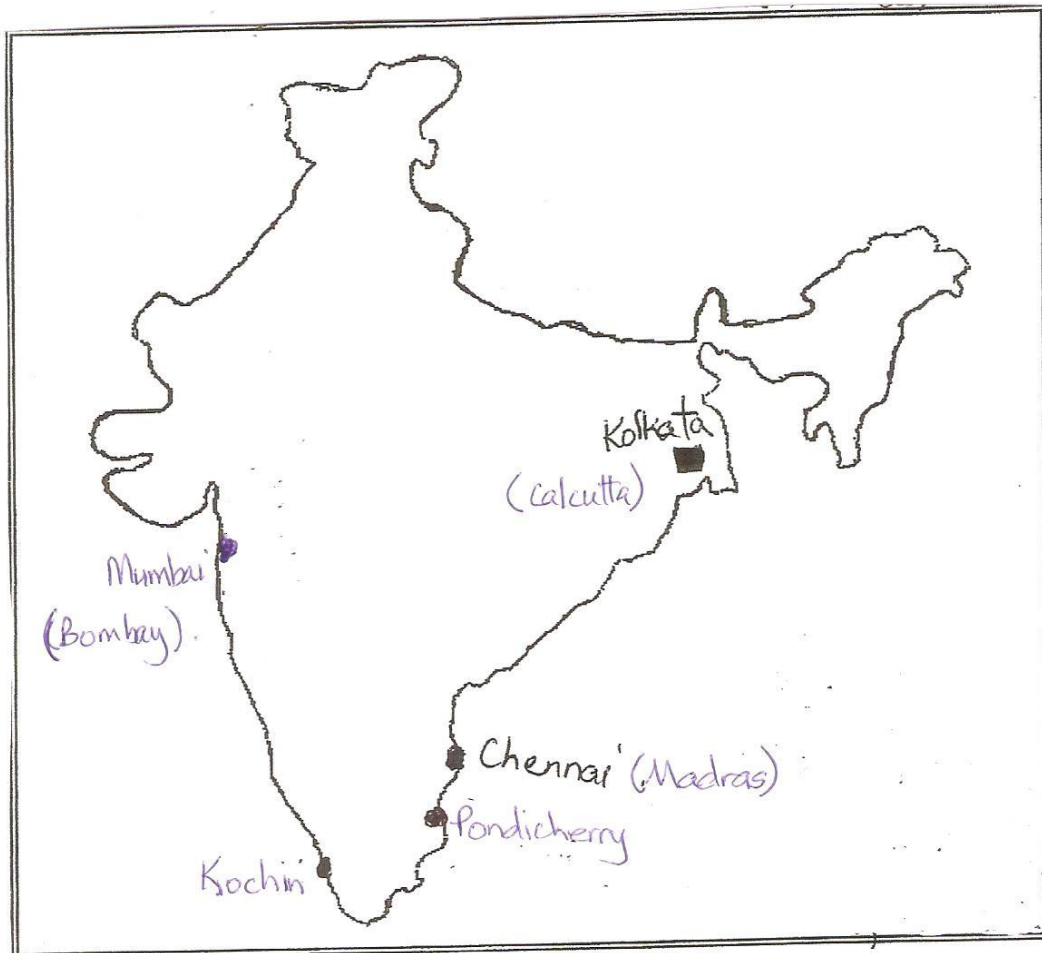 Kolkata
(Calcutta)
Mumbai
(Bombay).
Chennai (Madras)
Pondicherry
Kochin